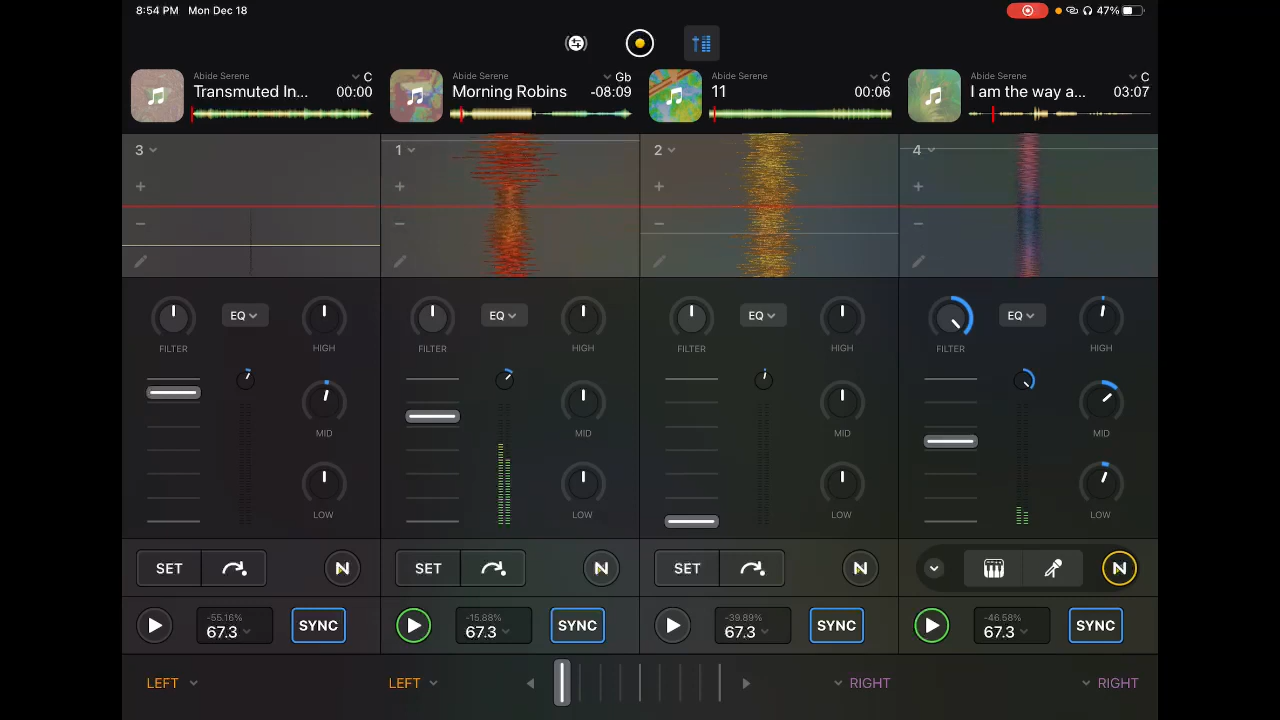 8:54 PM Mon Dec 18 47%
Abide Serene C
Transmuted In... 00:00
Abide Serene Gb
Morning Robins -08:09
Abide Serene C
11 00:06
Abide Serene C
I am the way a... 03:07
3 1 2 4
EQ EQ EQ EQ
FILTER HIGH FILTER HIGH FILTER HIGH FILTER HIGH
MID MID MID MID
LOW LOW LOW LOW
SET N SET N SET N N
-55.16% -15.88% -39.89% -46.58%
67.3 SYNC 67.3 SYNC 67.3 SYNC 67.3 SYNC
LEFT LEFT RIGHT RIGHT